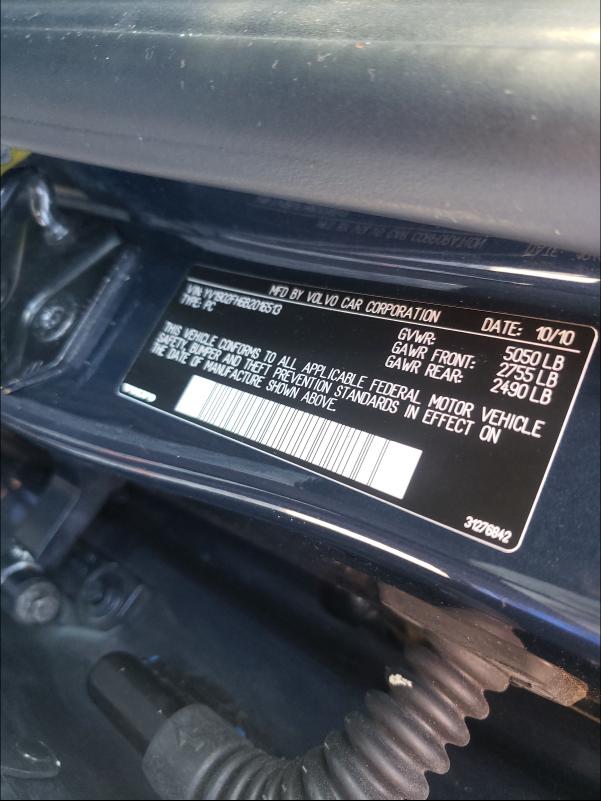 MFD BY VOLVO CAR CORPORATION DATE: 10/10
VIN: YV1902FH6B2016513
TYPE: PC
GVWR: 5050 LB
GAWR FRONT: 2755 LB
GAWR REAR: 2490 LB
THIS VEHICLE CONFORMS TO ALL APPLICABLE FEDERAL MOTOR VEHICLE
SAFETY, BUMPER AND THEFT PREVENTION STANDARDS IN EFFECT ON
THE DATE OF MANUFACTURE SHOWN ABOVE.
31276842